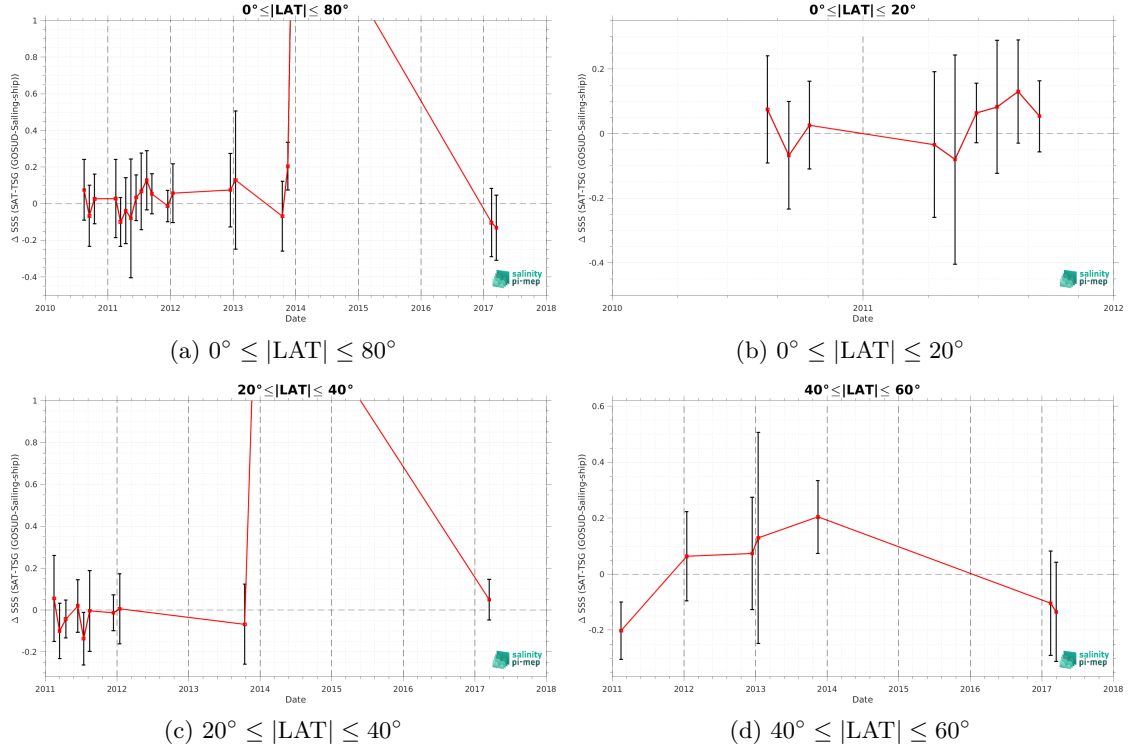 0°≤|LAT|≤ 80°
Δ SSS (SAT-TSG (GOSUD-Sailing-ship))
1
0.8
0.6
0.4
0.2
0
-0.2
-0.4
2010 2011 2012 2013 2014 2015 2016 2017 2018
Date
salinity
pi-mep
(a) 0° ≤ |LAT| ≤ 80°
0°≤|LAT|≤ 20°
Δ SSS (SAT-TSG (GOSUD-Sailing-ship))
0.2
0
-0.2
-0.4
2010 2011 2012
Date
salinity
pi-mep
(b) 0° ≤ |LAT| ≤ 20°
20°≤|LAT|≤ 40°
Δ SSS (SAT-TSG (GOSUD-Sailing-ship))
1
0.8
0.6
0.4
0.2
0
-0.2
2011 2012 2013 2014 2015 2016 2017 2018
Date
salinity
pi-mep
(c) 20° ≤ |LAT| ≤ 40°
40°≤|LAT|≤ 60°
Δ SSS (SAT-TSG (GOSUD-Sailing-ship))
0.6
0.4
0.2
0
-0.2
2011 2012 2013 2014 2015 2016 2017 2018
Date
salinity
pi-mep
(d) 40° ≤ |LAT| ≤ 60°